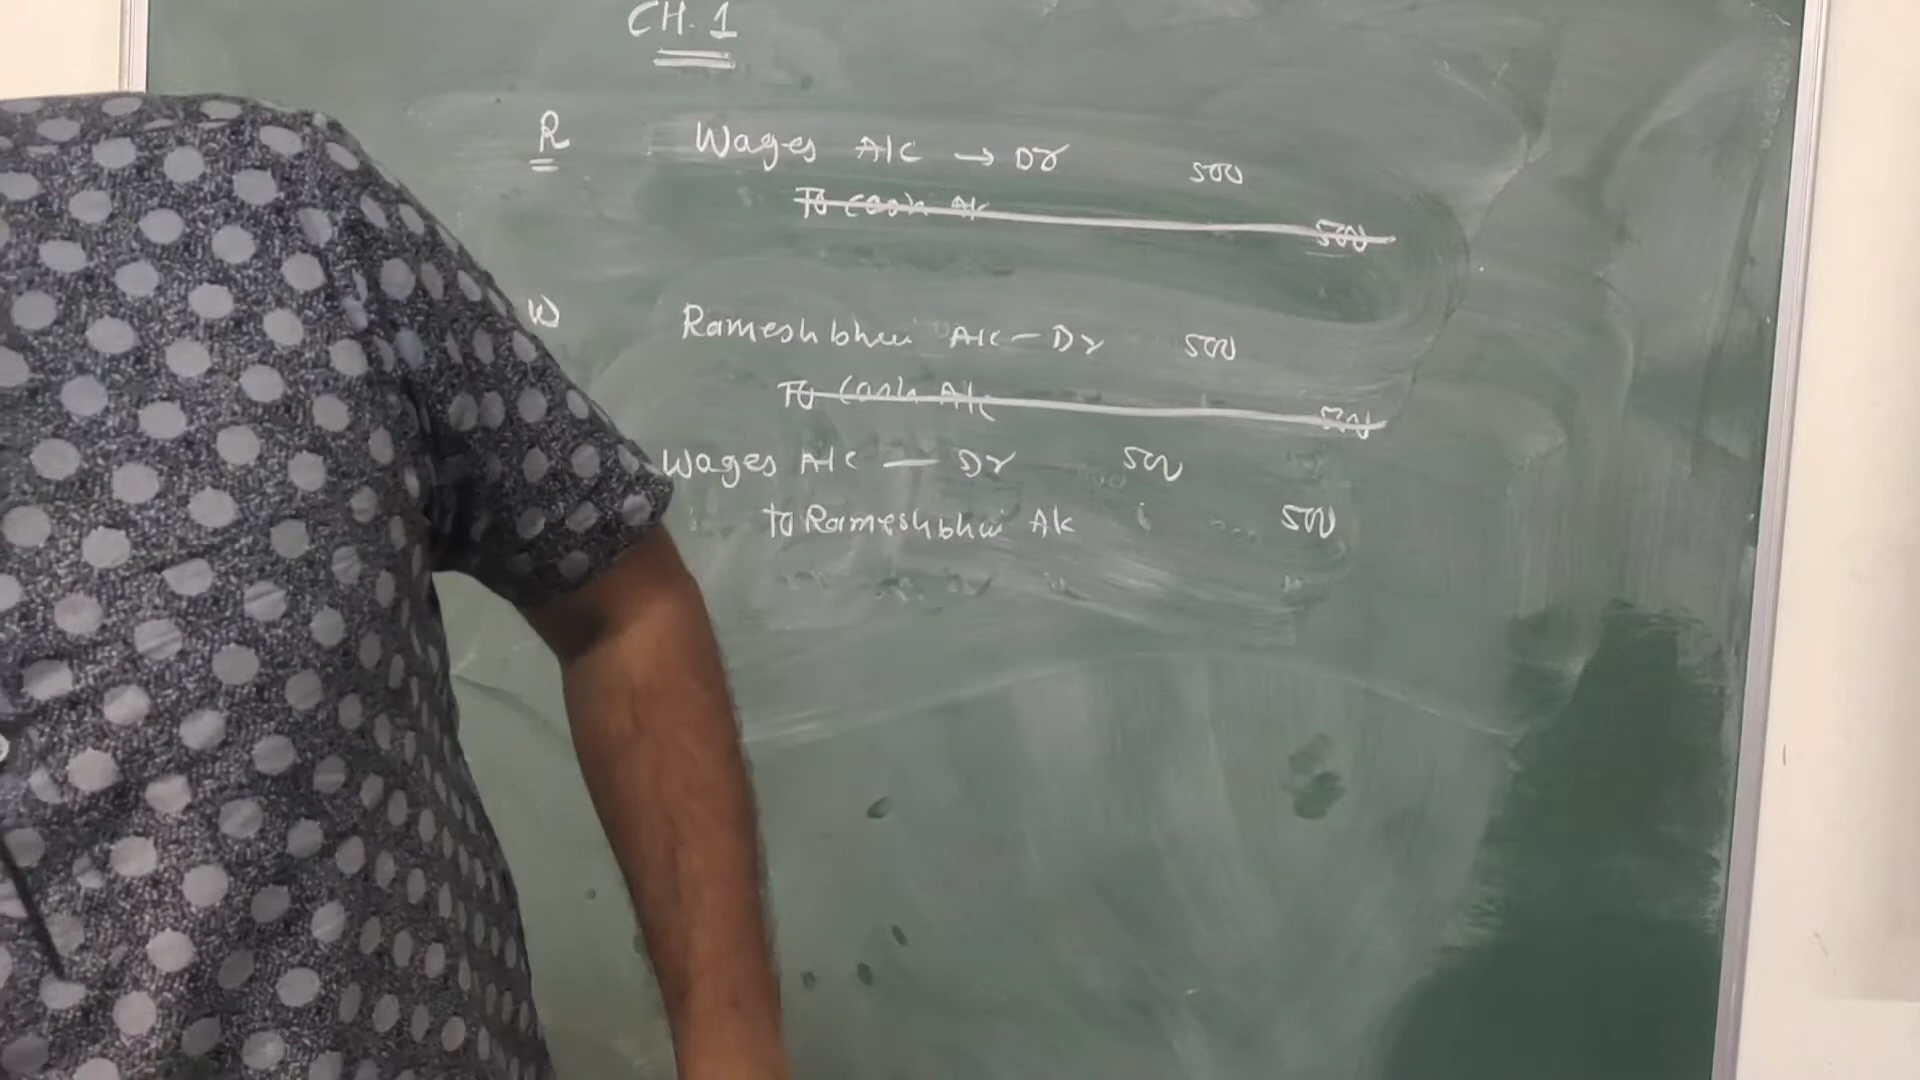 CH. 1
R Wages A/c → Dr 500
To Cash A/c 500
W Rameshbhai A/c — Dr 500
To Cash A/c 500
Wages A/c — Dr 500
to Rameshbhai A/c 500